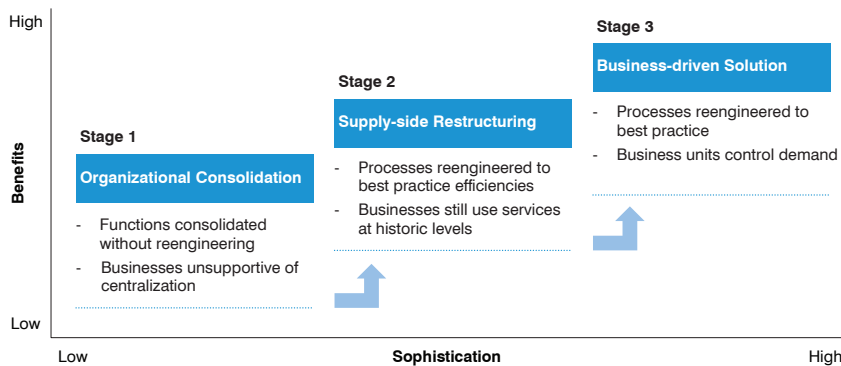 High
Benefits
Low
Stage 1
Organizational Consolidation
- Functions consolidated
without reengineering
- Businesses unsupportive of
centralization
Stage 2
Supply-side Restructuring
- Processes reengineered to
best practice efficiencies
- Businesses still use services
at historic levels
Stage 3
Business-driven Solution
- Processes reengineered to
best practice
- Business units control demand
Low
Sophistication
High